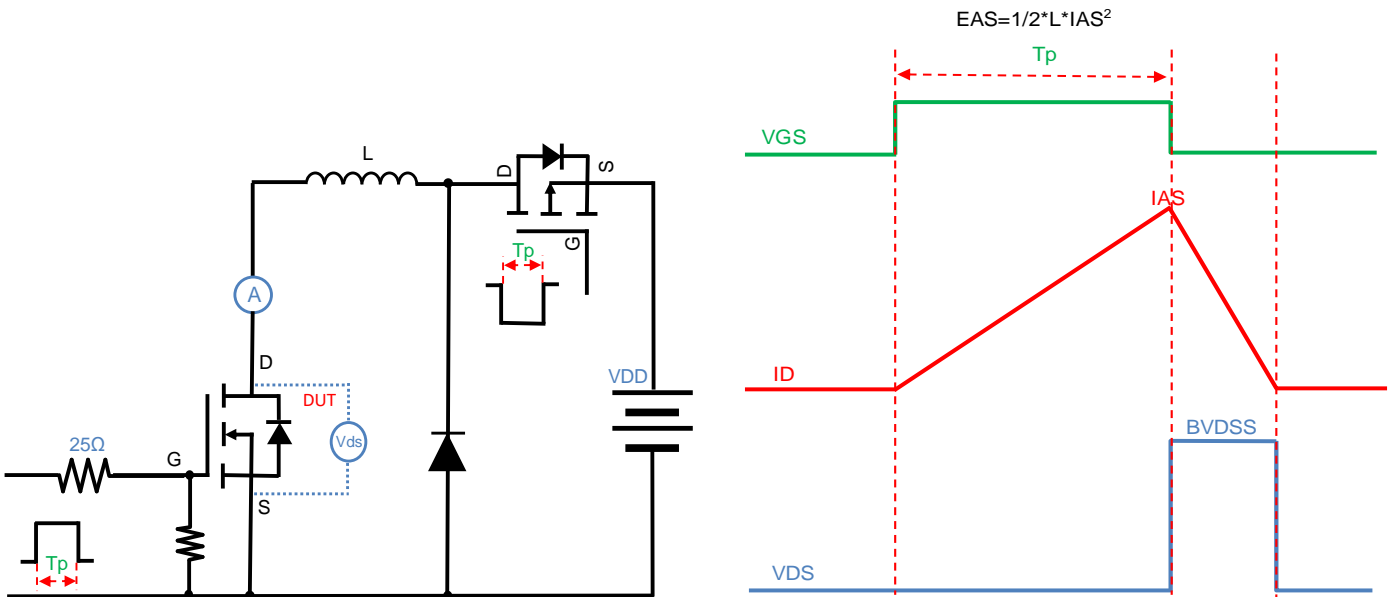 L
D
S
G
Tp
A
D
DUT
Vds
VDD
25Ω
G
S
Tp
EAS=1/2*L*IAS²
Tp
VGS
IAS
ID
BVDSS
VDS